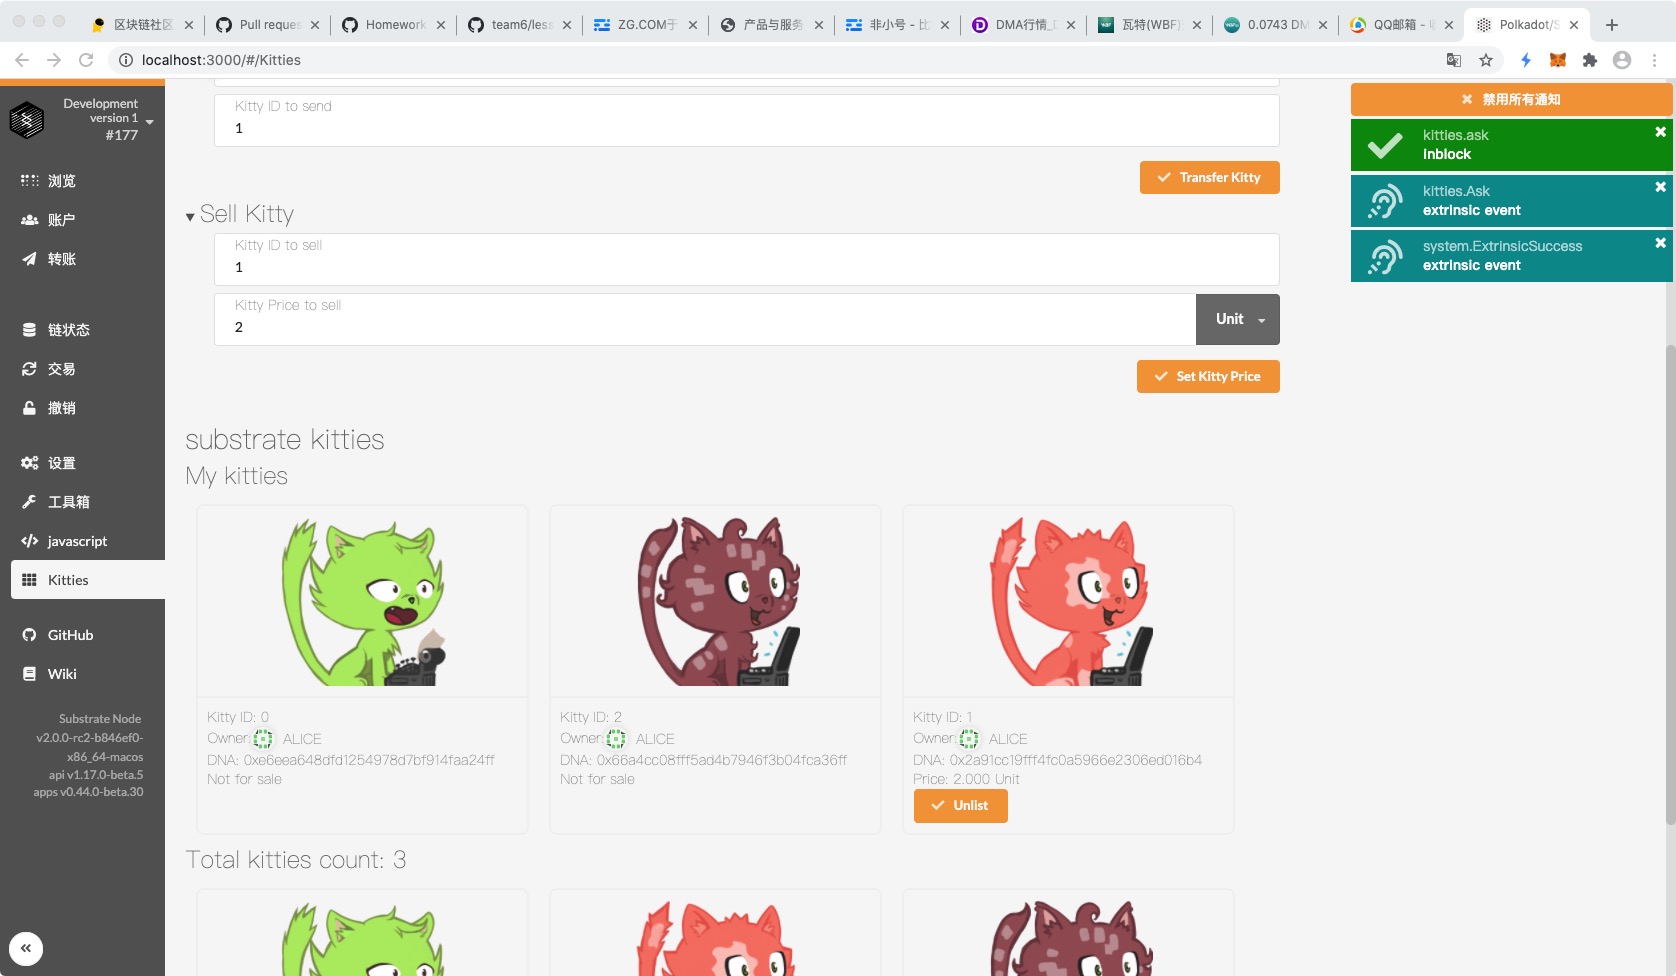 区块链社区
Pull reques
Homework
team6/less
ZG.COM于
产品与服务
非小号 - 比
DMA行情_D
瓦特(WBF)
0.0743 DM
QQ邮箱 - 收
Polkadot/S
localhost:3000/#/Kitties
Development
version 1
#177
浏览
账户
转账
链状态
交易
撤销
设置
工具箱
javascript
Kitties
GitHub
Wiki
Substrate Node
v2.0.0-rc2-b846ef0-
x86_64-macos
api v1.17.0-beta.5
apps v0.44.0-beta.30
Kitty ID to send
1
Transfer Kitty
Sell Kitty
Kitty ID to sell
1
Kitty Price to sell
2
Unit
Set Kitty Price
substrate kitties
My kitties
Kitty ID: 0
Owner: ALICE
DNA: 0xe6eea648dfd1254978d7bf914faa24ff
Not for sale
Kitty ID: 2
Owner: ALICE
DNA: 0x66a4cc08fff5ad4b7946f3b04fca36ff
Not for sale
Kitty ID: 1
Owner: ALICE
DNA: 0x2a91cc19fff4fc0a5966e2306ed016b4
Price: 2.000 Unit
Unlist
Total kitties count: 3
禁用所有通知
kitties.ask
inblock
kitties.Ask
extrinsic event
system.ExtrinsicSuccess
extrinsic event